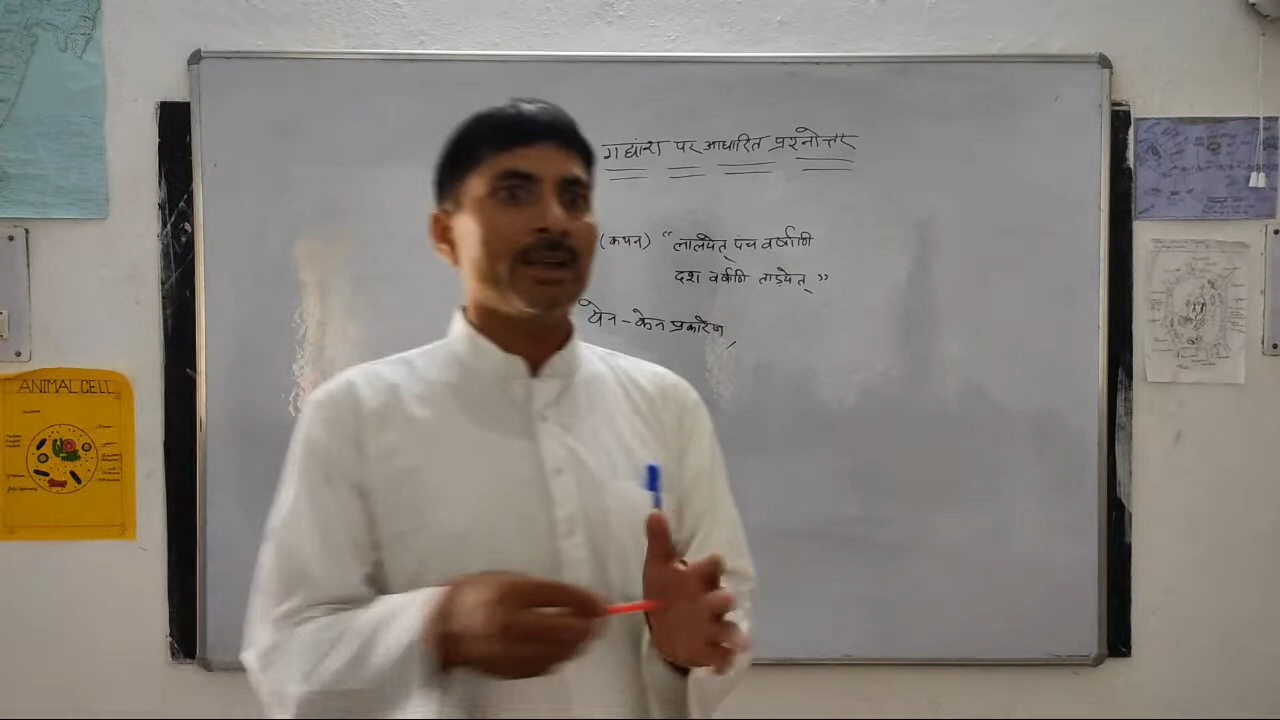 गद्यांश पर आधारित प्रश्नोत्तर
(कथन) “लालयेत् पंच वर्षाणि
दश वर्षाणि ताड़येत् ”
येन-केन प्रकारेण,
ANIMAL CELL